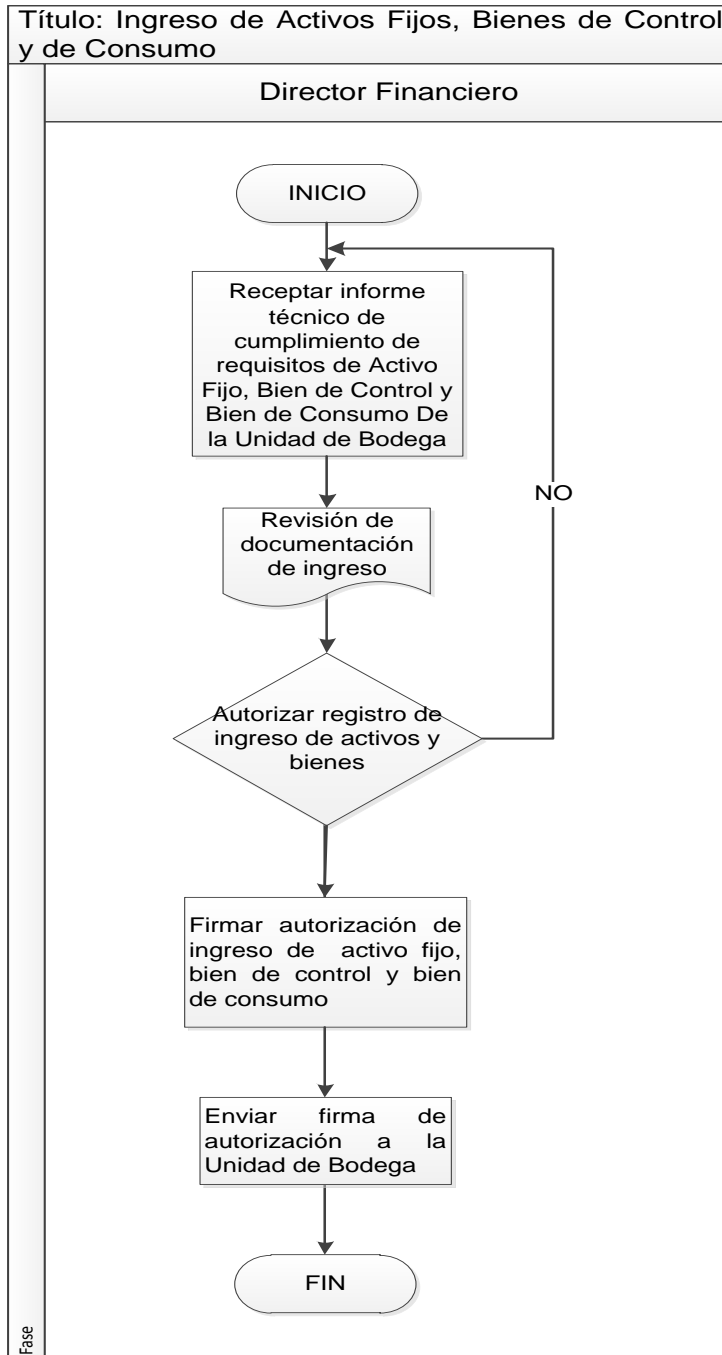 Título: Ingreso de Activos Fijos, Bienes de Control
y de Consumo
Director Financiero
INICIO
Receptar informe
técnico de
cumplimiento de
requisitos de Activo
Fijo, Bien de Control y
Bien de Consumo De
la Unidad de Bodega
NO
Revisión de
documentación
de ingreso
Autorizar registro de
ingreso de activos y
bienes
Firmar autorización de
ingreso de activo fijo,
bien de control y bien
de consumo
Enviar firma de
autorización a la
Unidad de Bodega
FIN
Fase